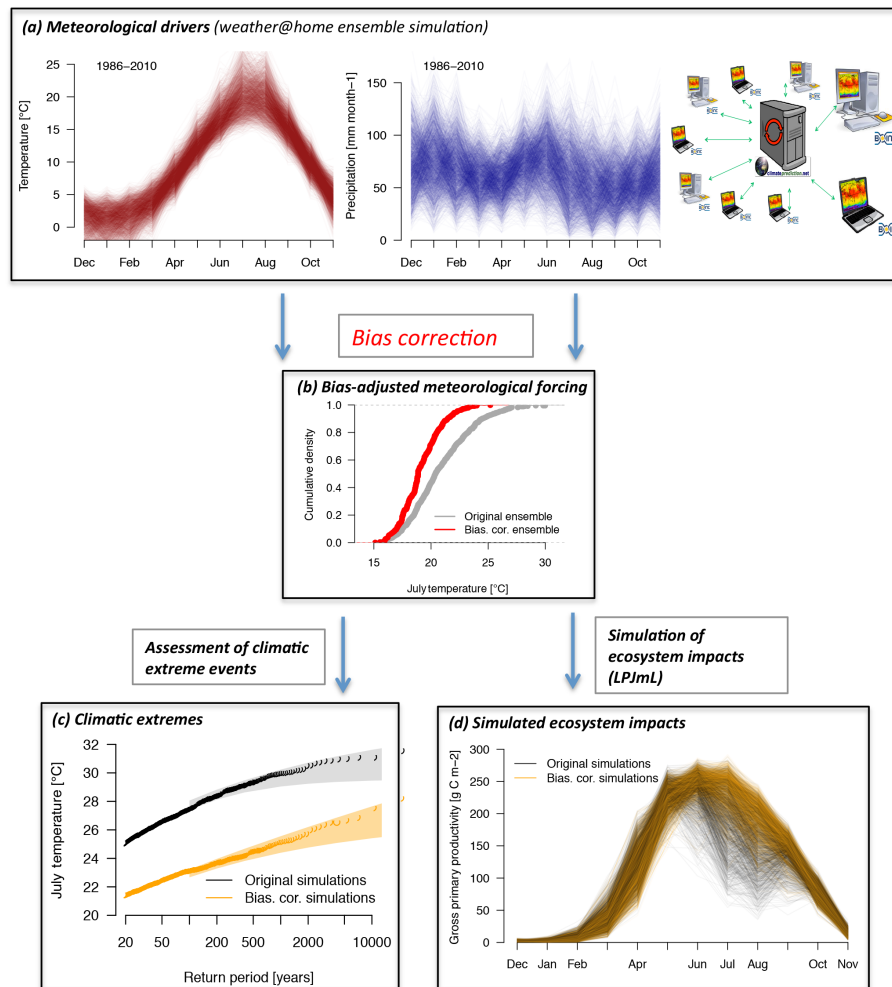 (a) Meteorological drivers (weather@home ensemble simulation)
1986−2010
Temperature [°C]
25
20
15
10
5
0
Dec Feb Apr Jun Aug Oct
1986−2010
Precipitation [mm month−1]
150
100
50
0
Dec Feb Apr Jun Aug Oct
climateprediction.net
Bias correction
(b) Bias-adjusted meteorological forcing
Cumulative density
1.0
0.8
0.6
0.4
0.2
0.0
Original ensemble
Bias. cor. ensemble
15 20 25 30
July temperature [°C]
Assessment of climatic
extreme events
Simulation of
ecosystem impacts
(LPJmL)
(c) Climatic extremes
July temperature [°C]
32
30
28
26
24
22
20
Original simulations
Bias. cor. simulations
20 50 200 500 2000 10000
Return period [years]
(d) Simulated ecosystem impacts
Gross primary productivity [g C m−2]
300
250
200
150
100
50
0
Original simulations
Bias. cor. simulations
Dec Jan Feb Apr Jun Jul Aug Oct Nov